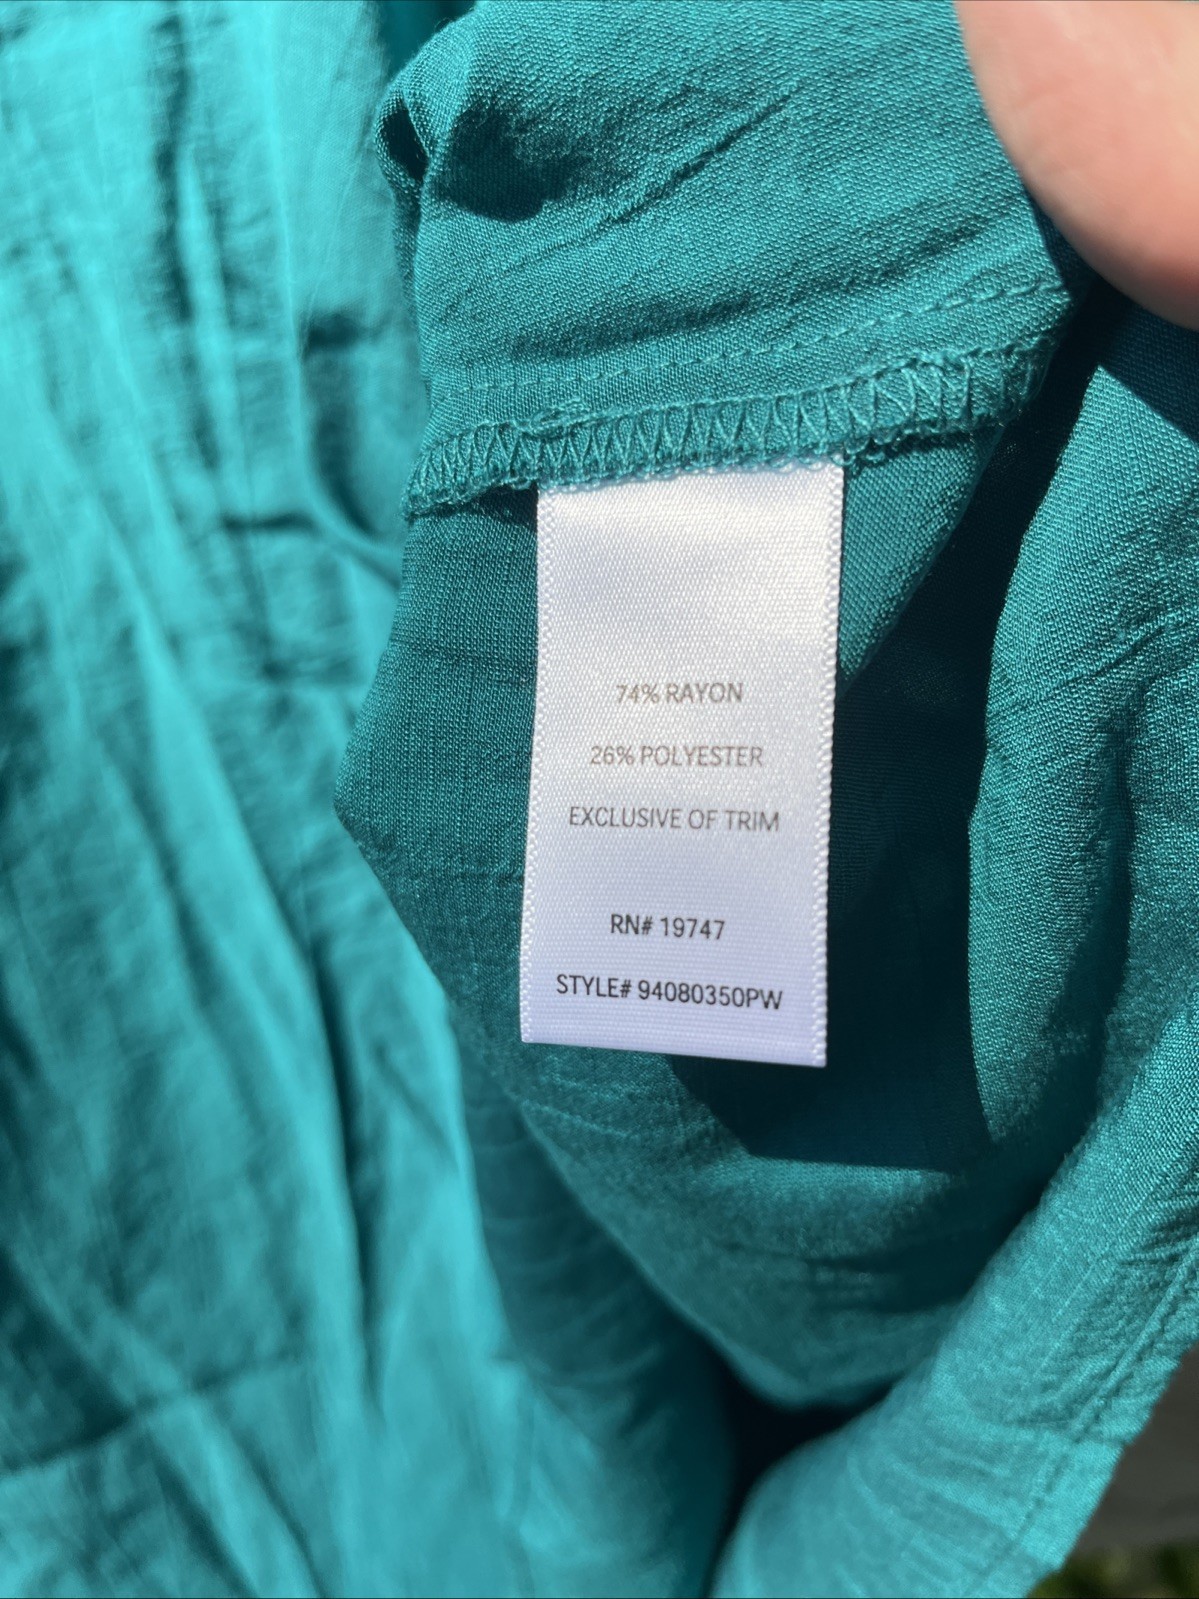 74% RAYON
26% POLYESTER
EXCLUSIVE OF TRIM
RN# 19747
STYLE# 94080350PW